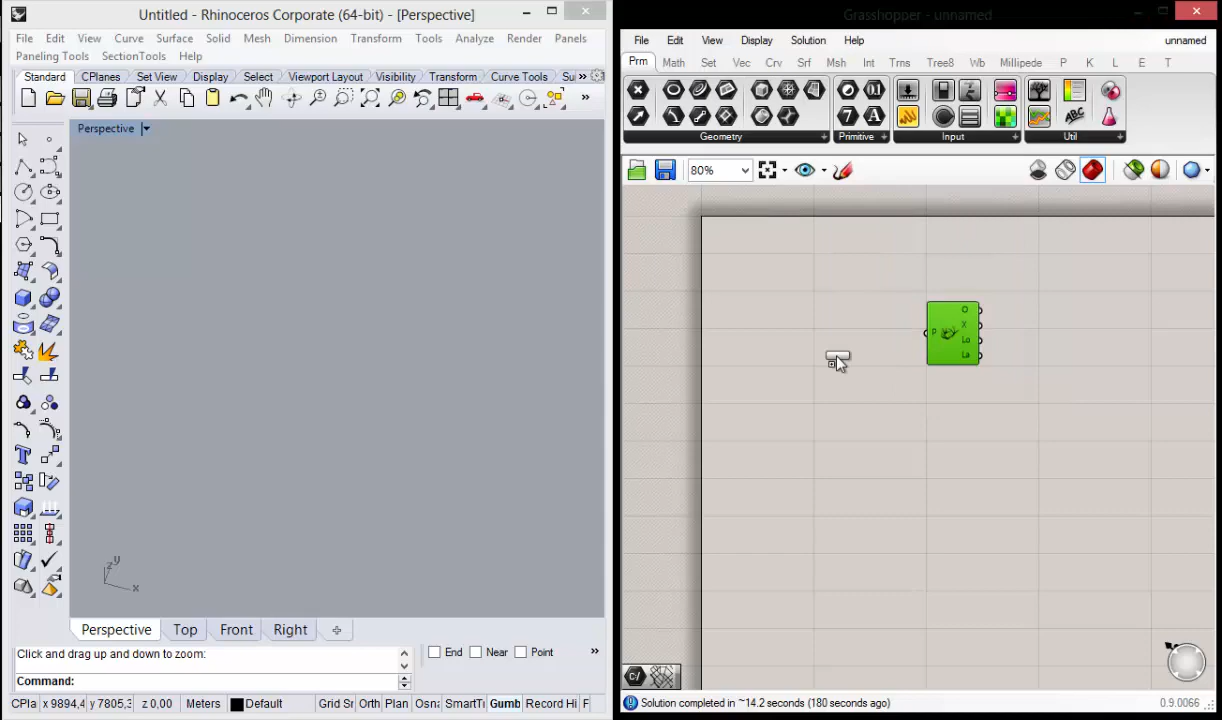 Untitled - Rhinoceros Corporate (64-bit) - [Perspective]
File Edit View Curve Surface Solid Mesh Dimension Transform Tools Analyze Render Panels
Paneling Tools SectionTools Help
Standard CPlanes Set View Display Select Viewport Layout Visibility Transform Curve Tools Su »
»
Perspective
y
z
x
Perspective Top Front Right
Click and drag up and down to zoom:
End Near Point »
Command:
CPla x 9894,4 y 7805,3 z 0,00 Meters Default Grid Sr Orth Plan Osna SmartTi Gumb Record Hi F
Grasshopper - unnamed
File Edit View Display Solution Help unnamed
Prm Math Set Vec Crv Srf Msh Int Trns Tree8 Wb Millipede P K L E T
Geometry Primitive Input Util
80%
O
X
P
Lo
La
Solution completed in ~14.2 seconds (180 seconds ago) 0.9.0066